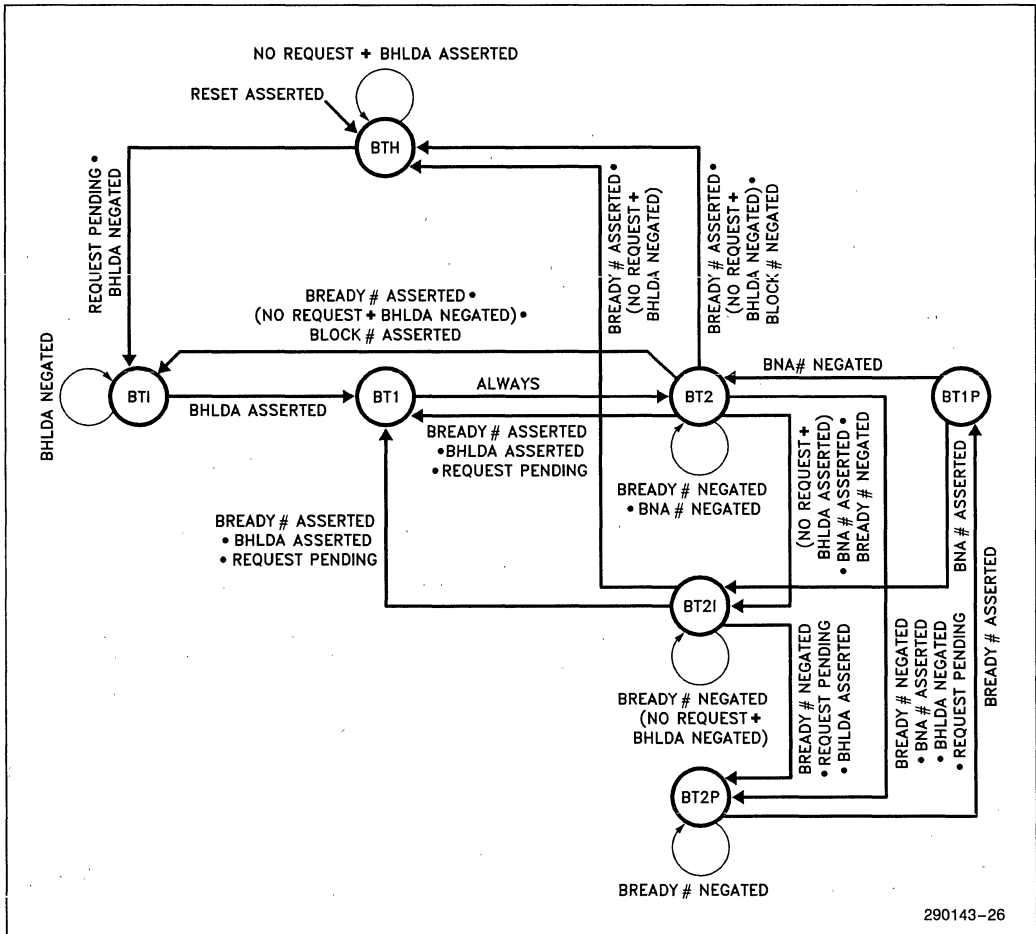 NO REQUEST + BHLDA ASSERTED
RESET ASSERTED
BTH
REQUEST PENDING •
BHLDA NEGATED
BREADY # ASSERTED •
(NO REQUEST +
BHLDA NEGATED)
BREADY # ASSERTED •
(NO REQUEST +
BHLDA NEGATED) •
BLOCK # NEGATED
BREADY # ASSERTED •
(NO REQUEST + BHLDA NEGATED) •
BLOCK # ASSERTED
BHLDA NEGATED
BTI
BHLDA ASSERTED
BT1
ALWAYS
BT2
BNA# NEGATED
BT1P
BREADY # ASSERTED
• BHLDA ASSERTED
• REQUEST PENDING
BREADY # NEGATED
• BNA # NEGATED
(NO REQUEST +
BHLDA ASSERTED)
• BNA # ASSERTED •
BREADY # NEGATED
BNA # ASSERTED
BREADY # ASSERTED
• BHLDA ASSERTED
• REQUEST PENDING
BT2I
BREADY # NEGATED
(NO REQUEST +
BHLDA NEGATED)
BREADY # NEGATED
• REQUEST PENDING
• BHLDA ASSERTED
BREADY # NEGATED
• BNA # ASSERTED
• BHLDA NEGATED
• REQUEST PENDING
BREADY # ASSERTED
BT2P
BREADY # NEGATED
290143-26